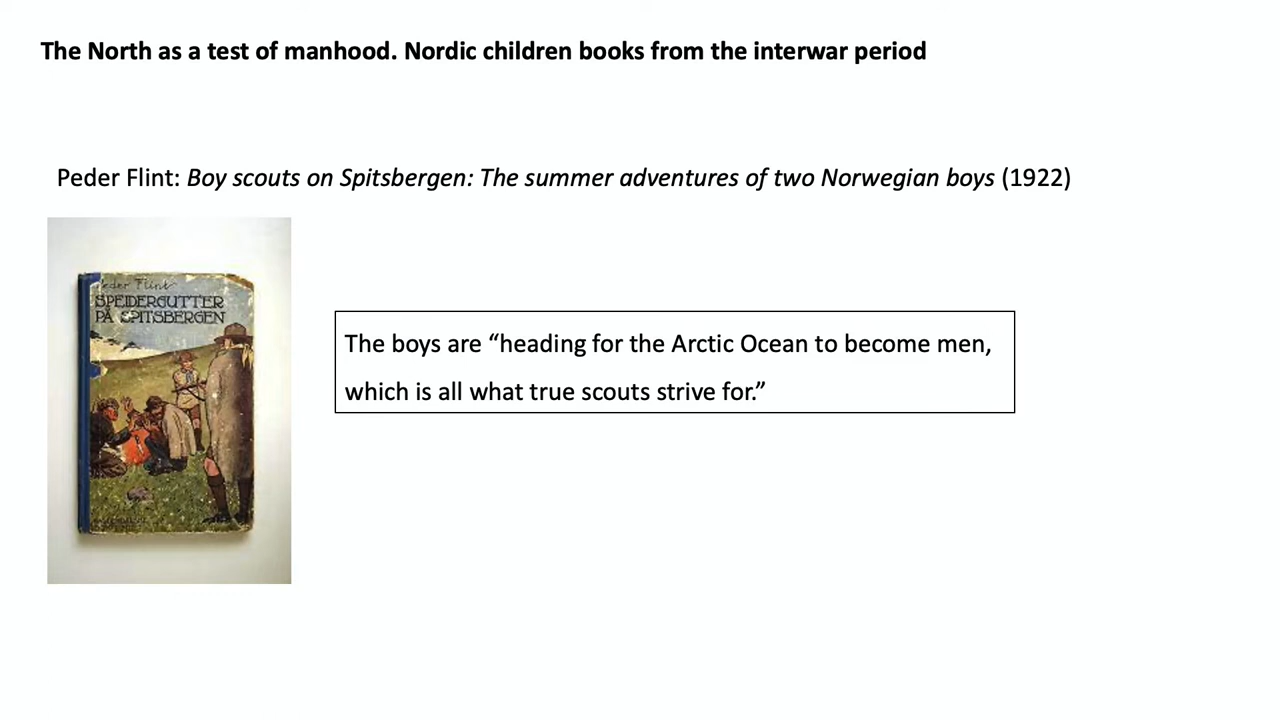 The North as a test of manhood. Nordic children books from the interwar period
Peder Flint: Boy scouts on Spitsbergen: The summer adventures of two Norwegian boys (1922)
Peder Flint
SPEIDERGUTTER
PÅ SPITSBERGEN
The boys are “heading for the Arctic Ocean to become men,
which is all what true scouts strive for.”